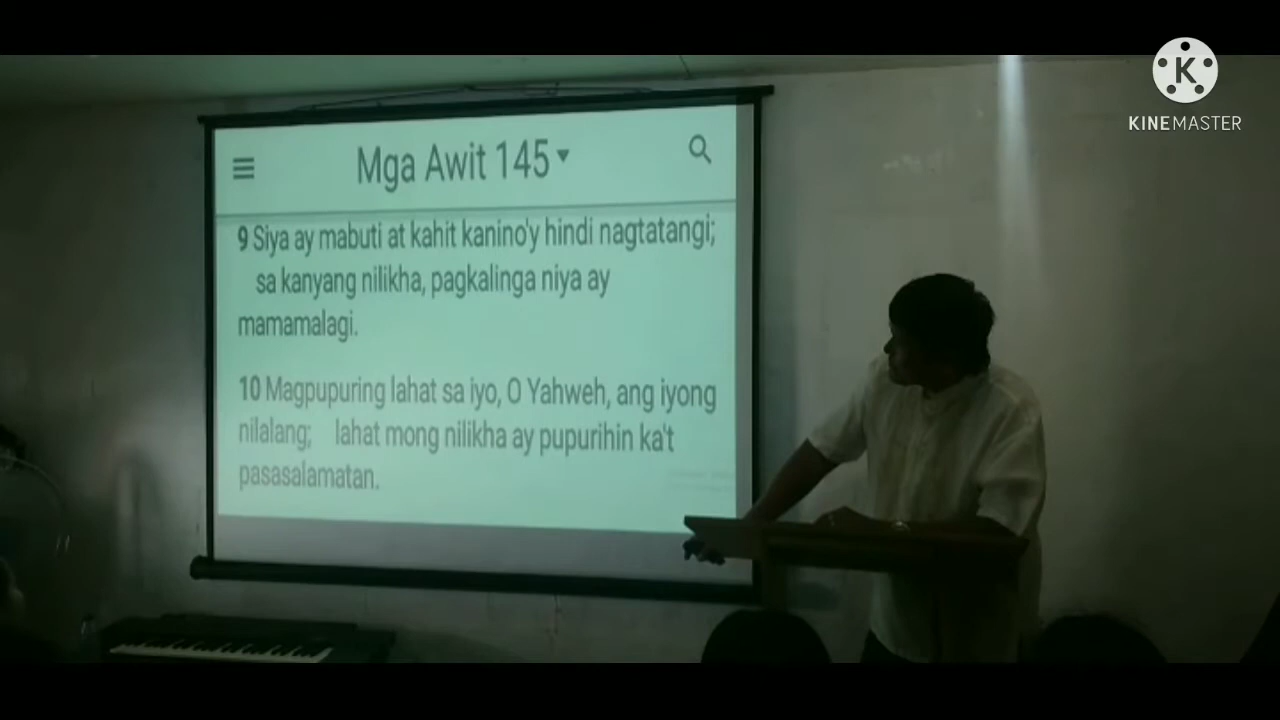 Mga Awit 145
9 Siya ay mabuti at kahit kanino'y hindi nagtatangi;
sa kanyang nilikha, pagkalinga niya ay
mamamalagi.
10 Magpupuring lahat sa iyo, O Yahweh, ang iyong
nilalang; lahat mong nilikha ay pupurihin ka't
pasasalamatan.
K
KINEMASTER